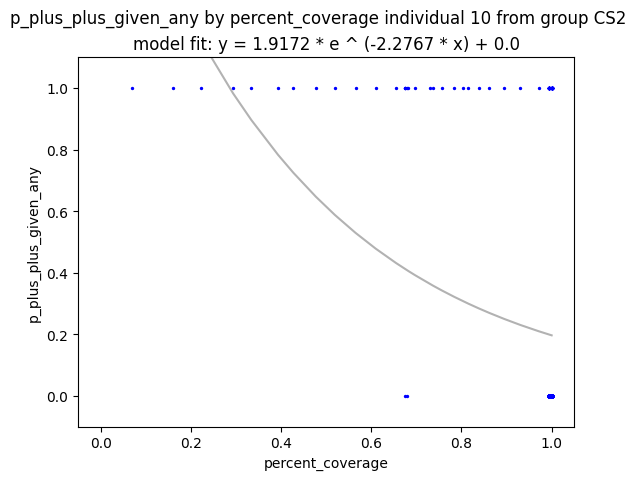 p_plus_plus_given_any by percent_coverage individual 10 from group CS2
model fit: y = 1.9172 * e ^ (-2.2767 * x) + 0.0
p_plus_plus_given_any
1.0
0.8
0.6
0.4
0.2
0.0
0.0 0.2 0.4 0.6 0.8 1.0
percent_coverage